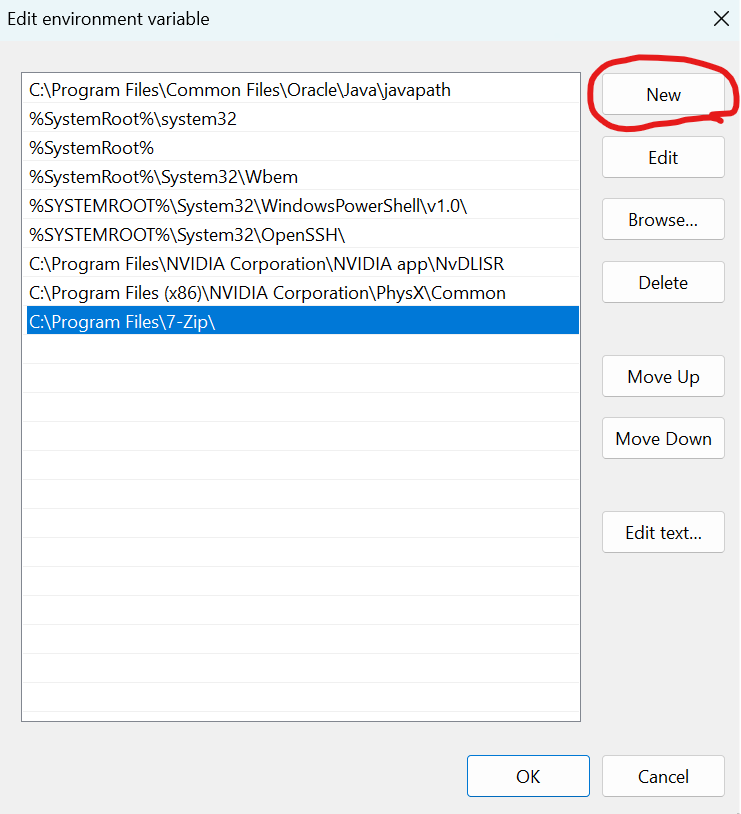 Edit environment variable
C:\Program Files\Common Files\Oracle\Java\javapath
%SystemRoot%\system32
%SystemRoot%
%SystemRoot%\System32\Wbem
%SYSTEMROOT%\System32\WindowsPowerShell\v1.0\
%SYSTEMROOT%\System32\OpenSSH\
C:\Program Files\NVIDIA Corporation\NVIDIA app\NvDLISR
C:\Program Files (x86)\NVIDIA Corporation\PhysX\Common
C:\Program Files\7-Zip\
New
Edit
Browse...
Delete
Move Up
Move Down
Edit text...
OK
Cancel